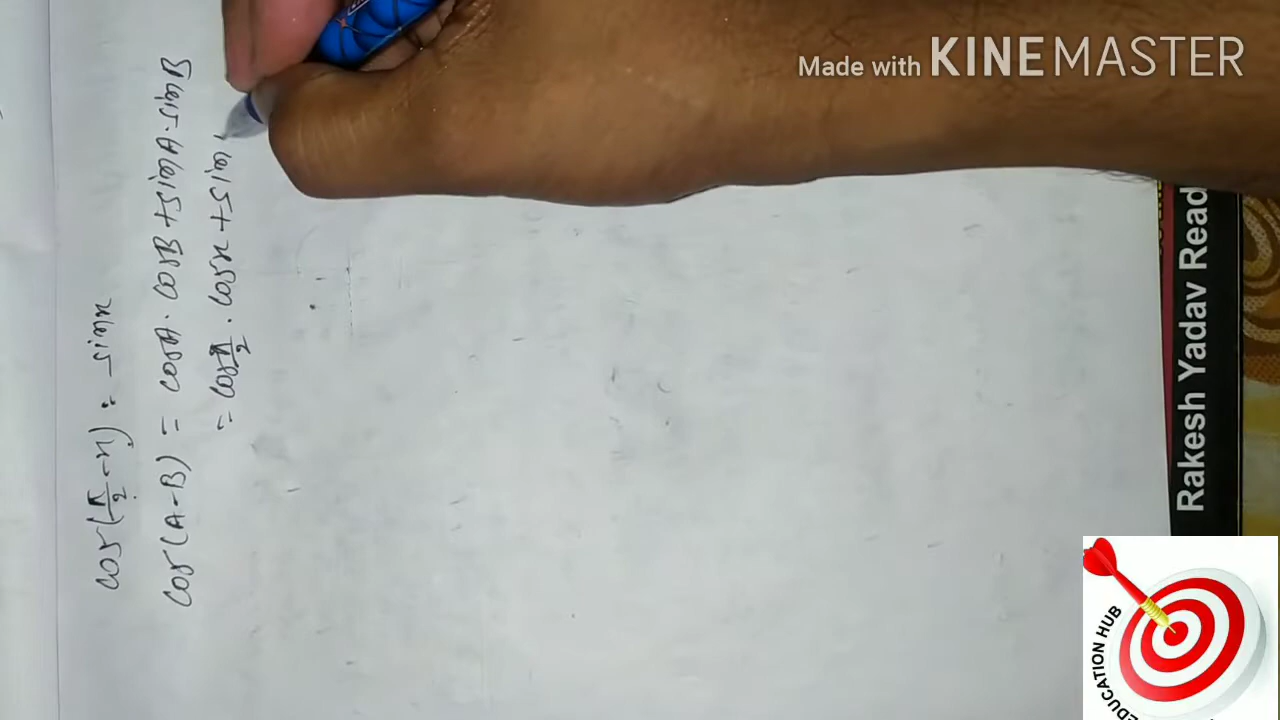 cos(π/2 - x) = sinx
cos(A-B) = cosA . cosB + sinA . sinB
= cosπ/2 . cosx + sin
Made with KINEMASTER
Rakesh Yadav Read
EDUCATION HUB